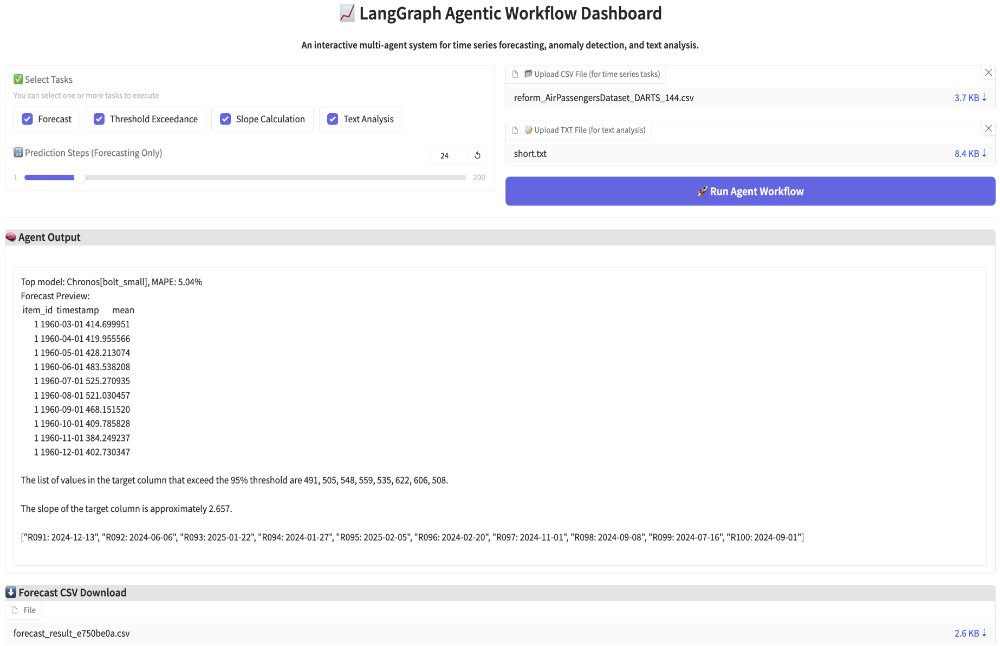 LangGraph Agentic Workflow Dashboard
An interactive multi-agent system for time series forecasting, anomaly detection, and text analysis.
Select Tasks
You can select one or more tasks to execute
Forecast
Threshold Exceedance
Slope Calculation
Text Analysis
Prediction Steps (Forecasting Only)
24
1
200
Upload CSV File (for time series tasks)
reform_AirPassengersDataset_DARTS_144.csv
3.7 KB ⇣
Upload TXT File (for text analysis)
short.txt
8.4 KB ⇣
Run Agent Workflow
Agent Output
Top model: Chronos[bolt_small], MAPE: 5.04%
Forecast Preview:
item_id timestamp mean
1 1960-03-01 414.699951
1 1960-04-01 419.955566
1 1960-05-01 428.213074
1 1960-06-01 483.538208
1 1960-07-01 525.270935
1 1960-08-01 521.030457
1 1960-09-01 468.151520
1 1960-10-01 409.785828
1 1960-11-01 384.249237
1 1960-12-01 402.730347
The list of values in the target column that exceed the 95% threshold are 491, 505, 548, 559, 535, 622, 606, 508.
The slope of the target column is approximately 2.657.
["R091: 2024-12-13", "R092: 2024-06-06", "R093: 2025-01-22", "R094: 2024-01-27", "R095: 2025-02-05", "R096: 2024-02-20", "R097: 2024-11-01", "R098: 2024-09-08", "R099: 2024-07-16", "R100: 2024-09-01"]
Forecast CSV Download
File
forecast_result_e750be0a.csv
2.6 KB ⇣